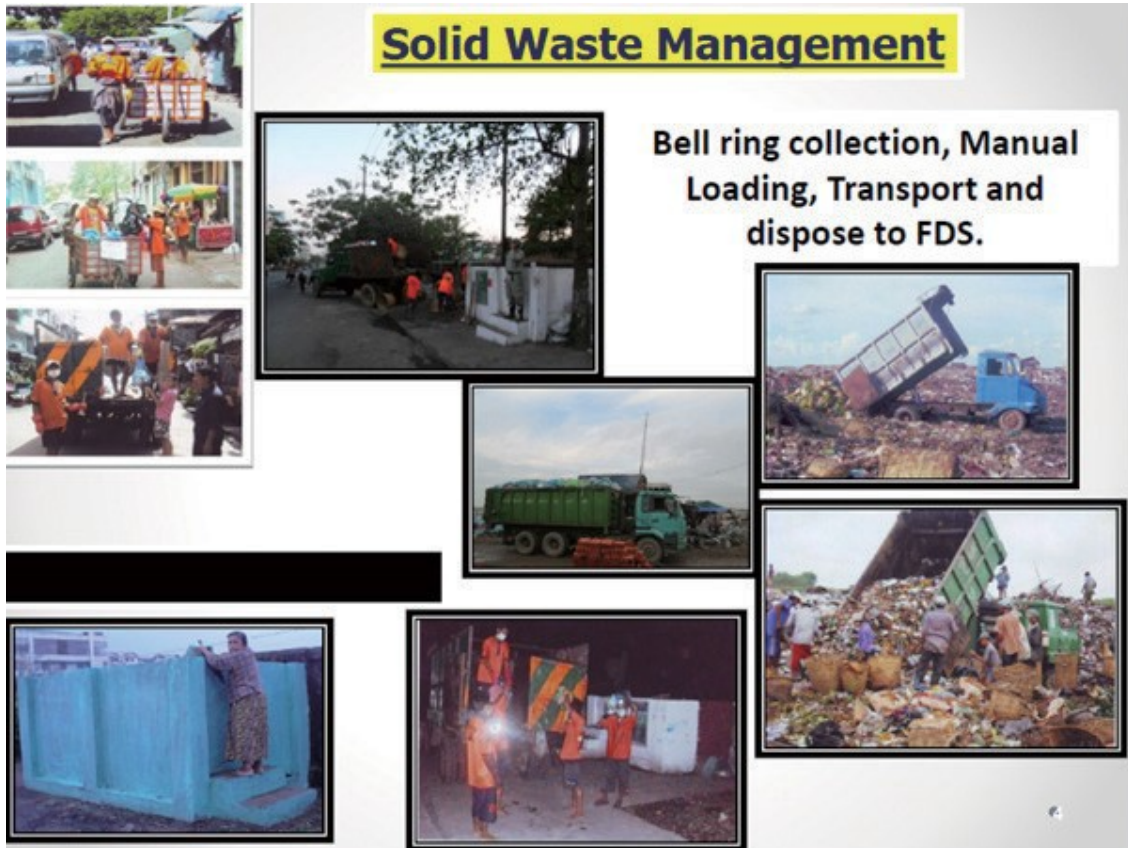 Solid Waste Management
Bell ring collection, Manual
Loading, Transport and
dispose to FDS.